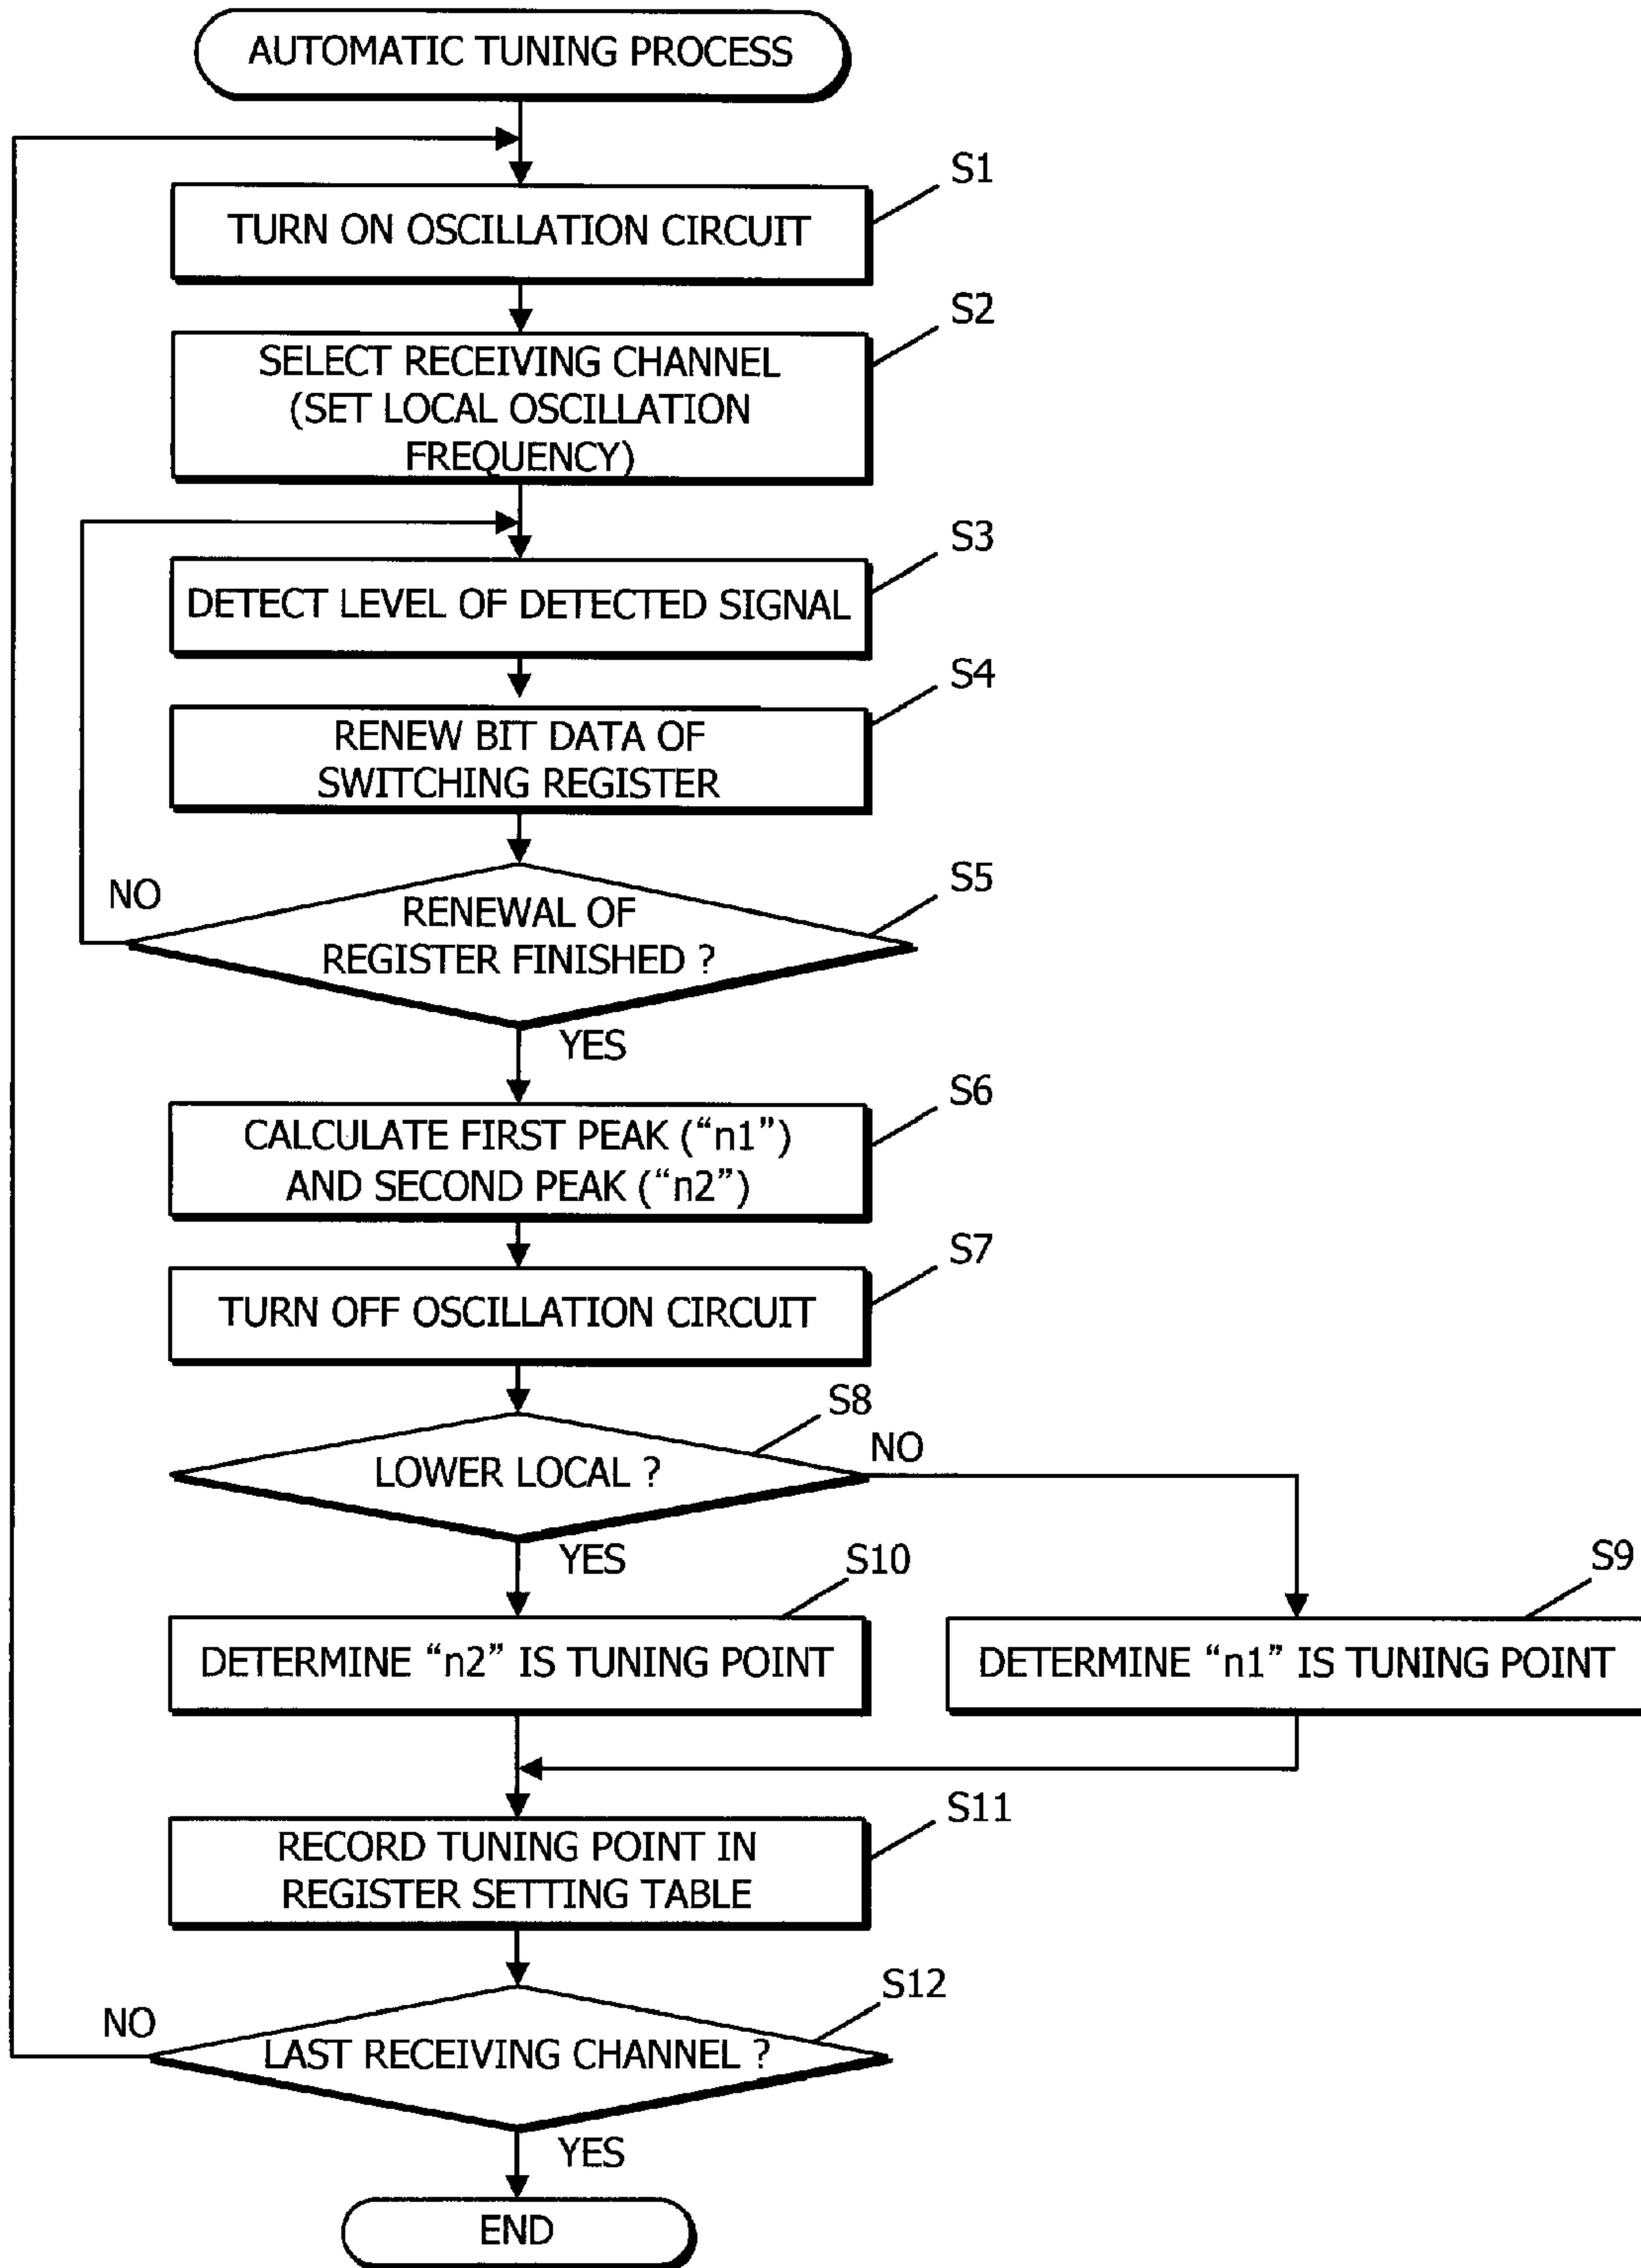 AUTOMATIC TUNING PROCESS
S1
TURN ON OSCILLATION CIRCUIT
S2
SELECT RECEIVING CHANNEL
(SET LOCAL OSCILLATION
FREQUENCY)
S3
DETECT LEVEL OF DETECTED SIGNAL
S4
RENEW BIT DATA OF
SWITCHING REGISTER
S5
NO
RENEWAL OF
REGISTER FINISHED ?
YES
S6
CALCULATE FIRST PEAK (“n1”)
AND SECOND PEAK (“n2”)
S7
TURN OFF OSCILLATION CIRCUIT
S8
NO
LOWER LOCAL ?
YES
S10
S9
DETERMINE “n2” IS TUNING POINT
DETERMINE “n1” IS TUNING POINT
S11
RECORD TUNING POINT IN
REGISTER SETTING TABLE
S12
NO
LAST RECEIVING CHANNEL ?
YES
END